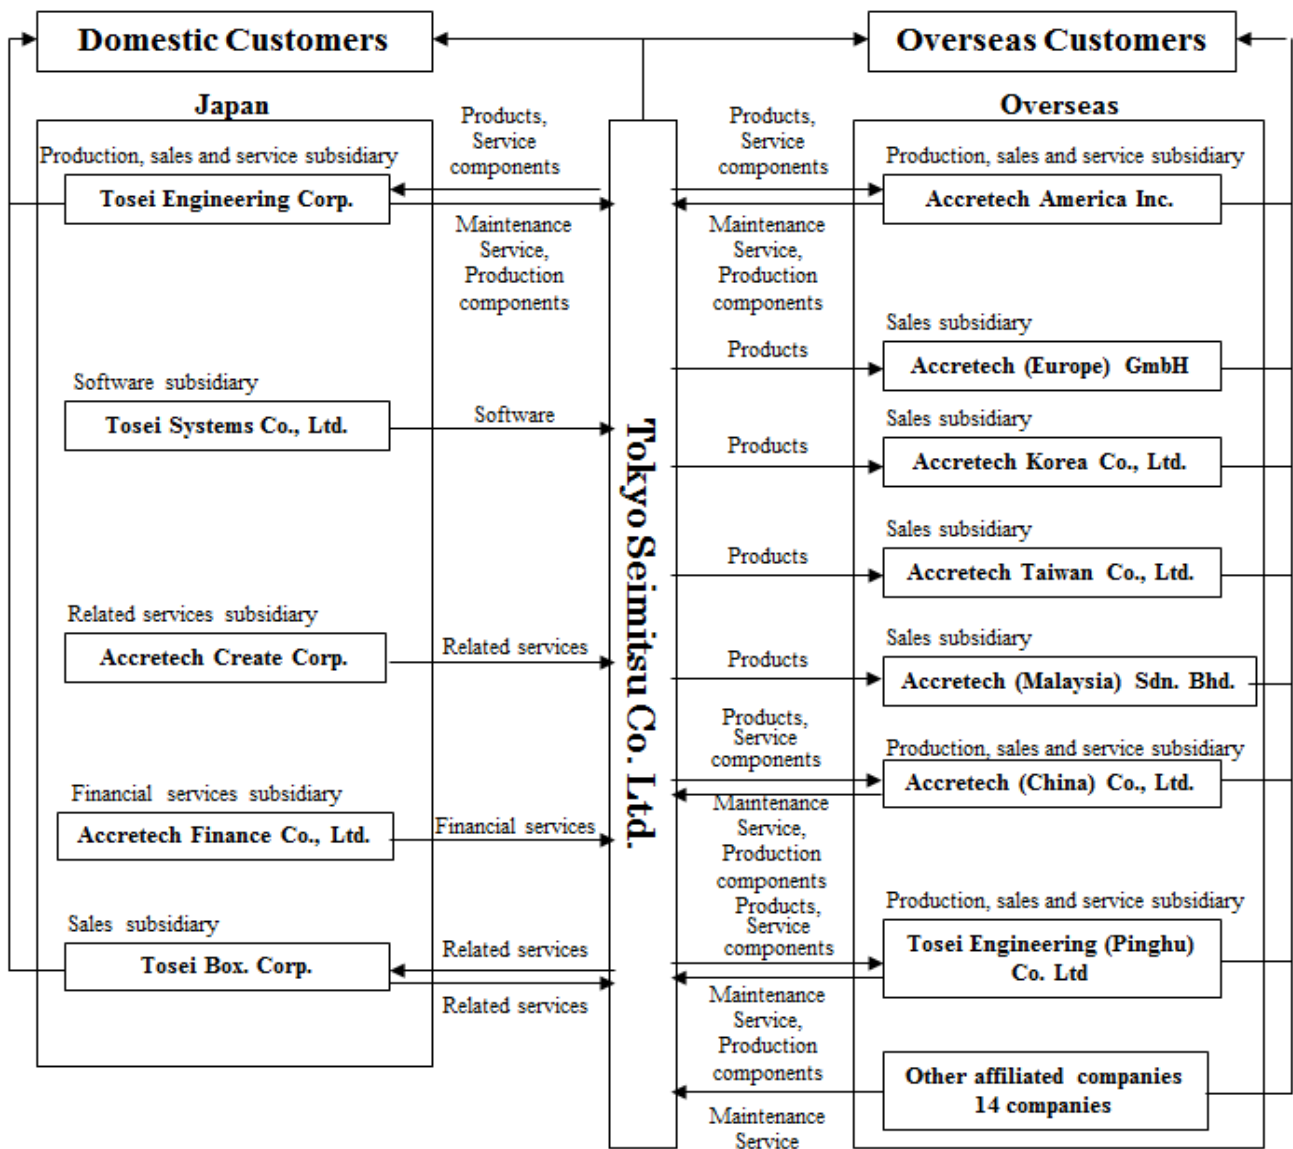 Domestic Customers
Overseas Customers
Japan
Production, sales and service subsidiary
Tosei Engineering Corp.
Software subsidiary
Tosei Systems Co., Ltd.
Related services subsidiary
Accretech Create Corp.
Financial services subsidiary
Accretech Finance Co., Ltd.
Sales subsidiary
Tosei Box. Corp.
Products,
Service
components
Maintenance
Service,
Production
components
Software
Related services
Financial services
Related services
Related services
Tokyo Seimitsu Co. Ltd.
Products,
Service
components
Maintenance
Service,
Production
components
Products
Products
Products
Products
Products,
Service
components
Maintenance
Service,
Production
components
Products,
Service
components
Maintenance
Service,
Production
components
Maintenance
Service
Overseas
Production, sales and service subsidiary
Accretech America Inc.
Sales subsidiary
Accretech (Europe) GmbH
Sales subsidiary
Accretech Korea Co., Ltd.
Sales subsidiary
Accretech Taiwan Co., Ltd.
Sales subsidiary
Accretech (Malaysia) Sdn. Bhd.
Production, sales and service subsidiary
Accretech (China) Co., Ltd.
Production, sales and service subsidiary
Tosei Engineering (Pinghu)
Co. Ltd
Other affiliated companies
14 companies